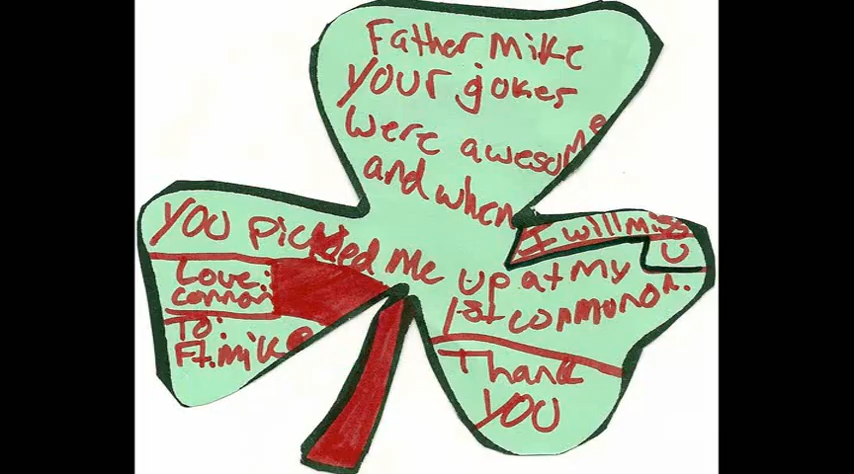 Father Mike
your jokes
were awesome
and when
you picked me up at my
1st commonon.
I will miss
U
Thank
you
Love:
To:
Ft. mike